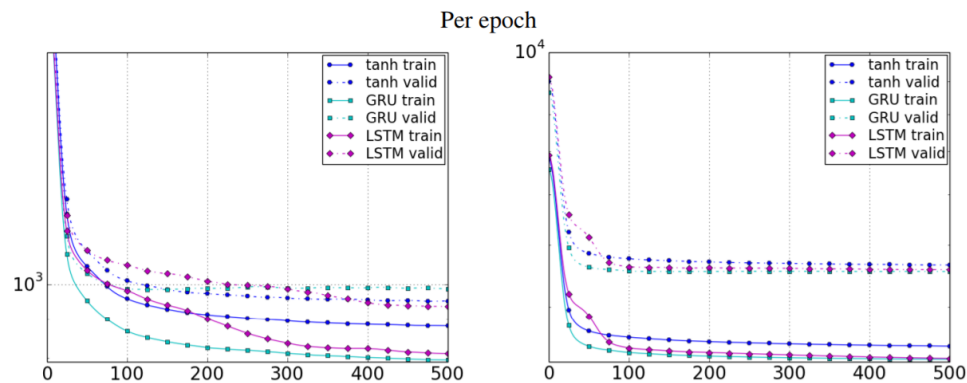 Per epoch
tanh train
tanh valid
GRU train
GRU valid
LSTM train
LSTM valid
10³
0 100 200 300 400 500
10⁴
tanh train
tanh valid
GRU train
GRU valid
LSTM train
LSTM valid
0 100 200 300 400 500